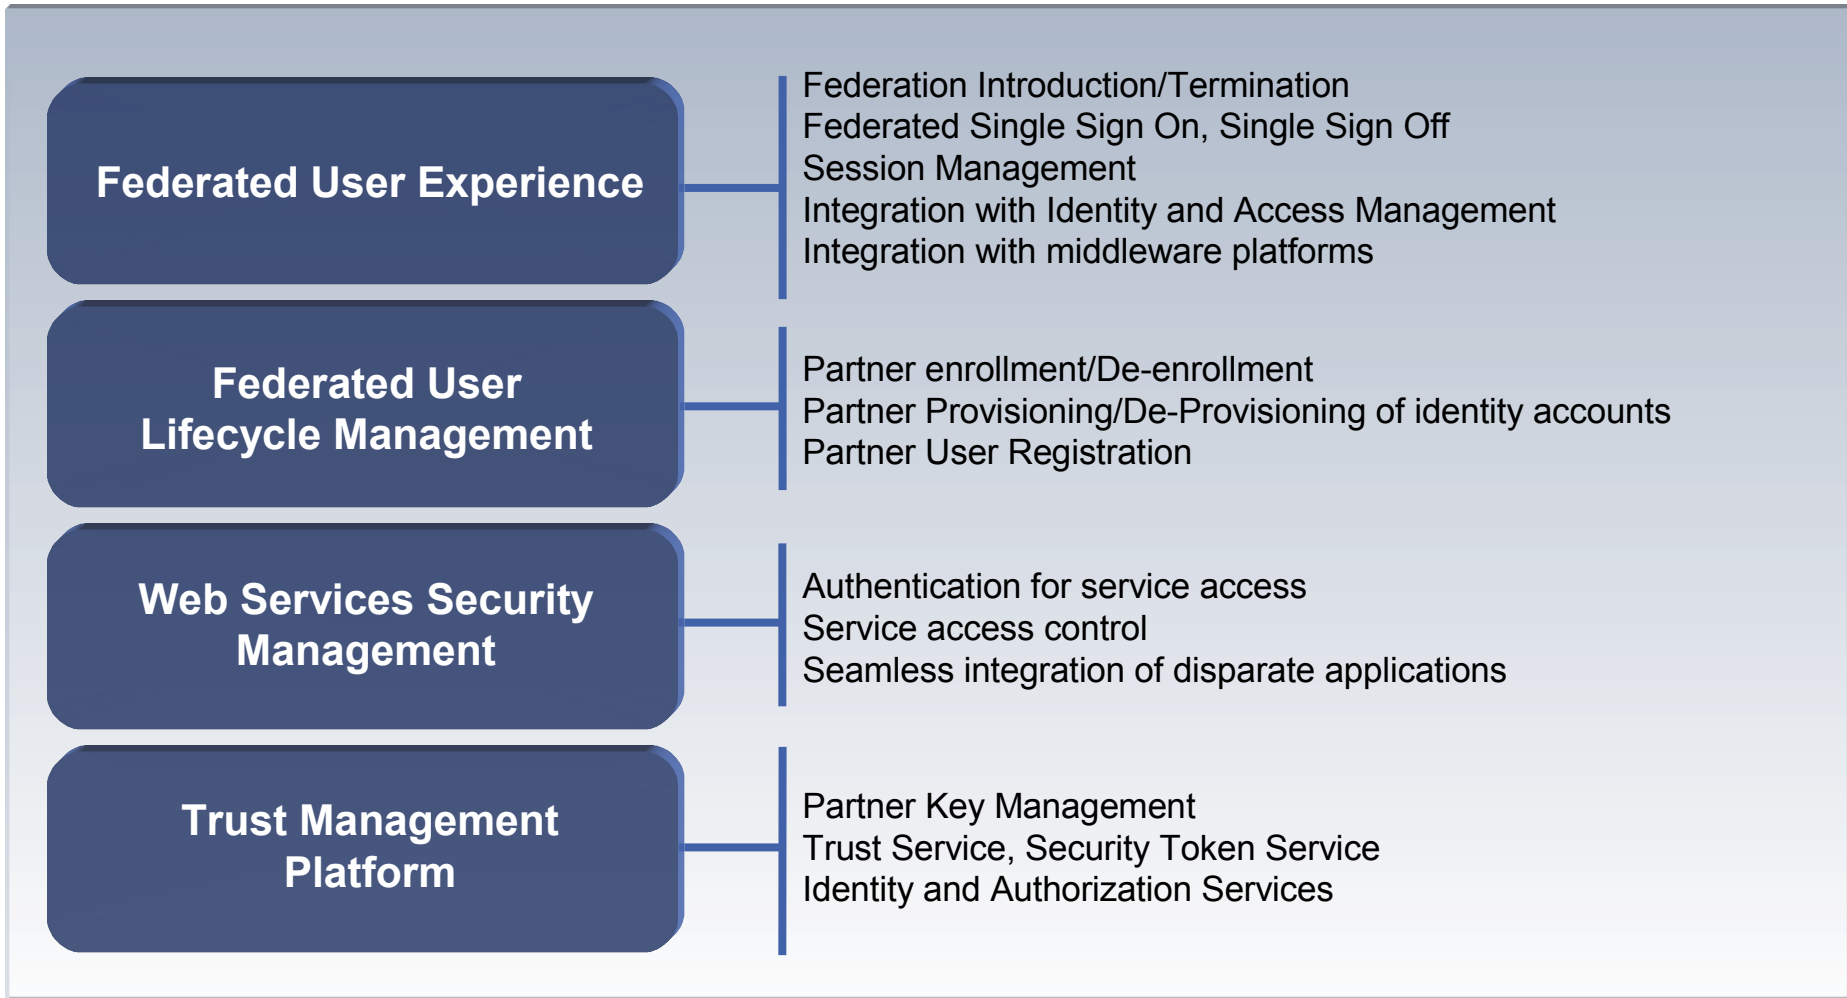 Federated User Experience
Federation Introduction/Termination
Federated Single Sign On, Single Sign Off
Session Management
Integration with Identity and Access Management
Integration with middleware platforms
Federated User
Lifecycle Management
Partner enrollment/De-enrollment
Partner Provisioning/De-Provisioning of identity accounts
Partner User Registration
Web Services Security
Management
Authentication for service access
Service access control
Seamless integration of disparate applications
Trust Management
Platform
Partner Key Management
Trust Service, Security Token Service
Identity and Authorization Services